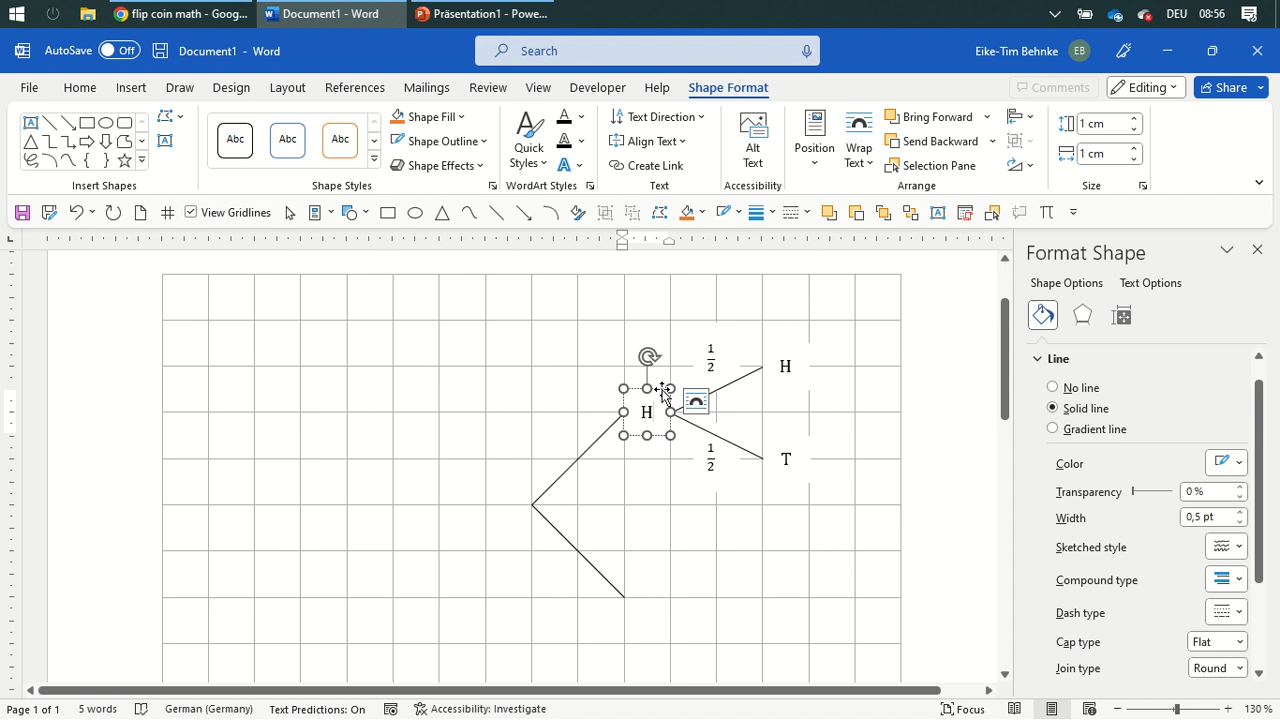 flip coin math - Goog...
Document1 - Word
Präsentation1 - Powe...
DEU
08:56
AutoSave
Off
Document1 - Word
Search
Eike-Tim Behnke
EB
File
Home
Insert
Draw
Design
Layout
References
Mailings
Review
View
Developer
Help
Shape Format
Comments
Editing
Share
Abc
Abc
Abc
Shape Fill
Shape Outline
Shape Effects
Quick
Styles
Text Direction
Align Text
Create Link
Alt
Text
Position
Wrap
Text
Bring Forward
Send Backward
Selection Pane
1 cm
1 cm
Insert Shapes
Shape Styles
WordArt Styles
Text
Accessibility
Arrange
Size
View Gridlines
1
2
H
H
1
2
T
Format Shape
Shape Options
Text Options
Line
No line
Solid line
Gradient line
Color
Transparency
0 %
Width
0,5 pt
Sketched style
Compound type
Dash type
Cap type
Flat
Join type
Round
Page 1 of 1
5 words
German (Germany)
Text Predictions: On
Accessibility: Investigate
Focus
130 %